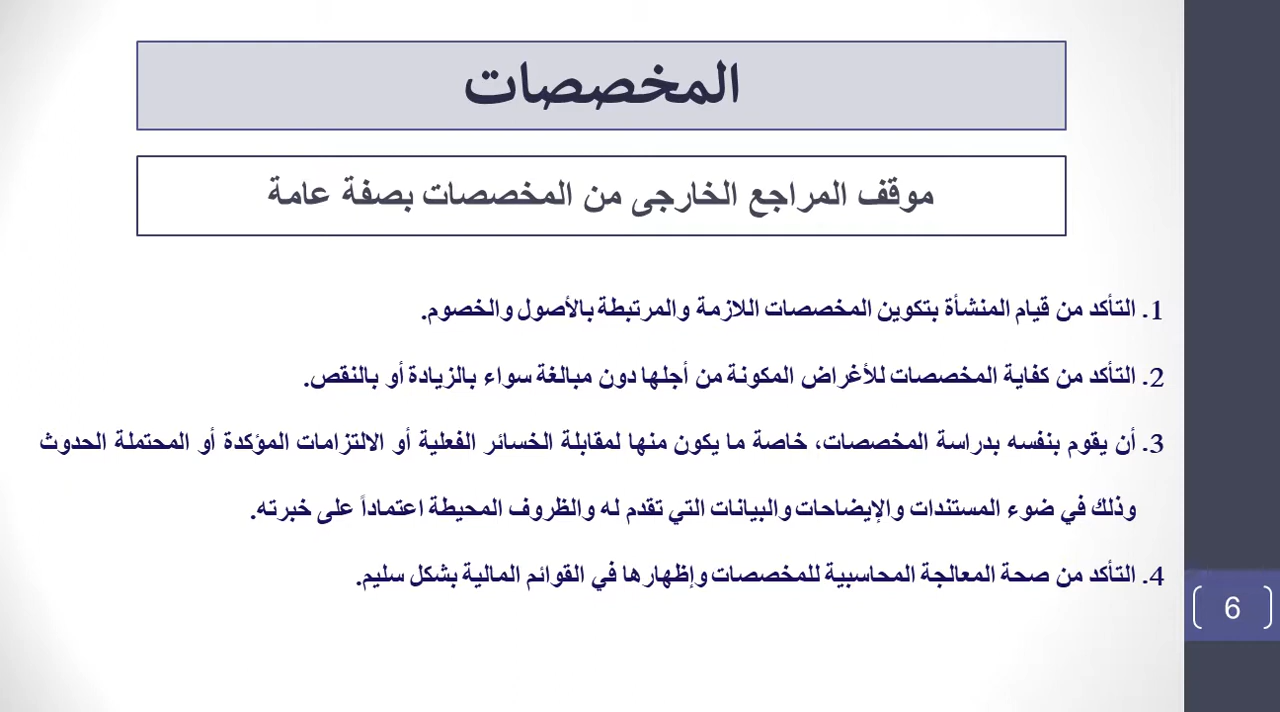 المخصصات
موقف المراجع الخارجى من المخصصات بصفة عامة
1. التأكد من قيام المنشأة بتكوين المخصصات اللازمة والمرتبطة بالأصول والخصوم.
2. التأكد من كفاية المخصصات للأغراض المكونة من أجلها دون مبالغة سواء بالزيادة أو بالنقص.
3. أن يقوم بنفسه بدراسة المخصصات، خاصة ما يكون منها لمقابلة الخسائر الفعلية أو الالتزامات المؤكدة أو المحتملة الحدوث
وذلك في ضوء المستندات والإيضاحات والبيانات التي تقدم له والظروف المحيطة اعتماداً على خبرته.
4. التأكد من صحة المعالجة المحاسبية للمخصصات وإظهارها في القوائم المالية بشكل سليم.
6